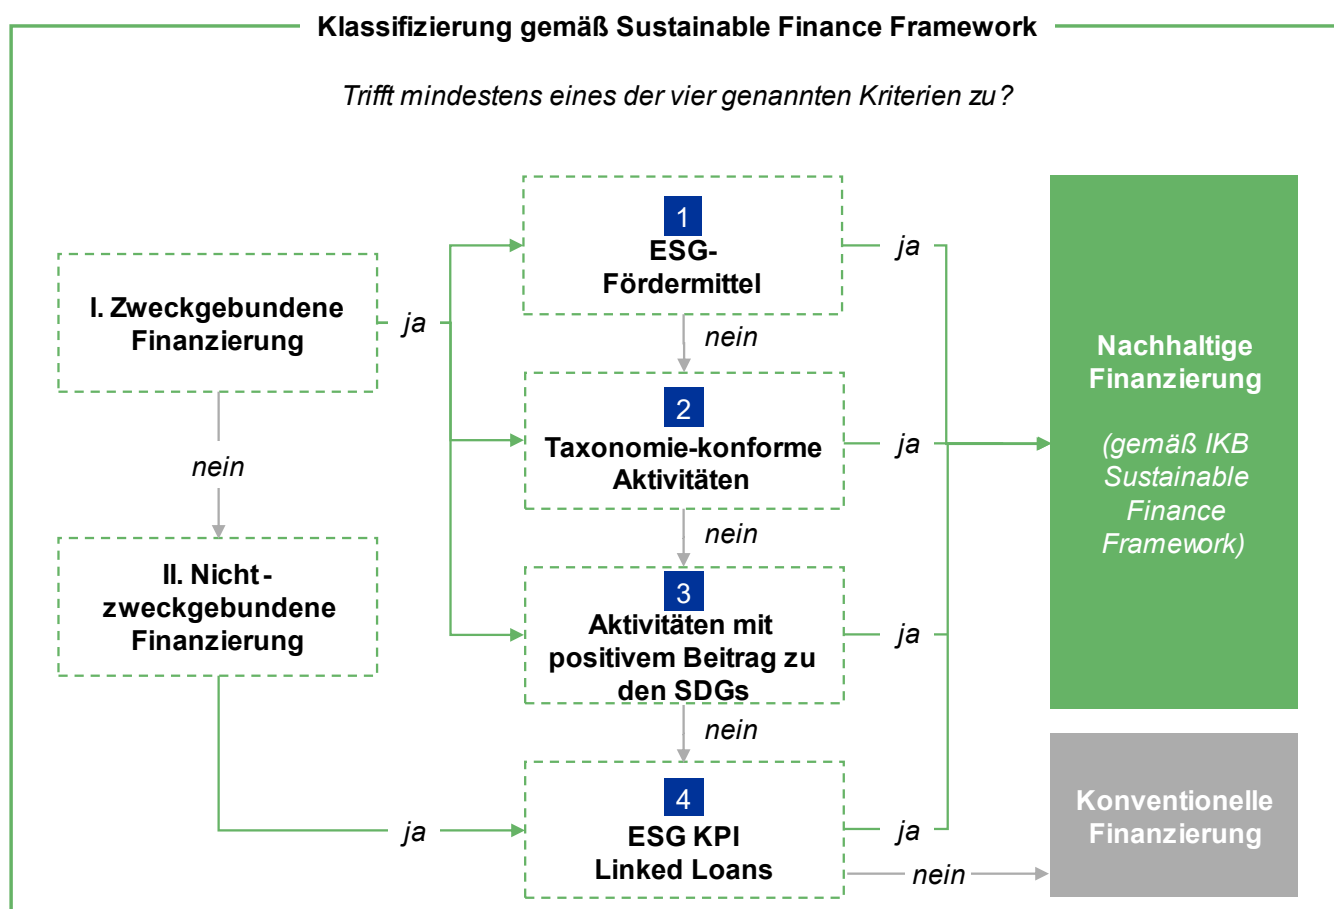 Klassifizierung gemäß Sustainable Finance Framework
Trifft mindestens eines der vier genannten Kriterien zu?
I. Zweckgebundene
Finanzierung
ja
nein
II. Nicht-
zweckgebundene
Finanzierung
ja
1
ESG-
Fördermittel
ja
nein
2
Taxonomie-konforme
Aktivitäten
ja
nein
3
Aktivitäten mit
positivem Beitrag zu
den SDGs
ja
nein
4
ESG KPI
Linked Loans
ja
nein
Nachhaltige
Finanzierung
(gemäß IKB
Sustainable
Finance
Framework)
Konventionelle
Finanzierung